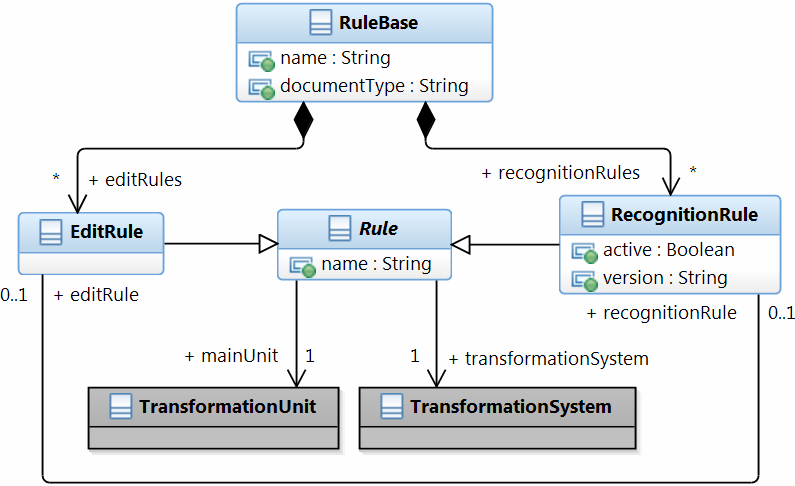 RuleBase
name : String
documentType : String
* + editRules
+ recognitionRules *
EditRule
Rule
name : String
RecognitionRule
active : Boolean
version : String
0..1 + editRule
+ recognitionRule 0..1
+ mainUnit 1
1 + transformationSystem
TransformationUnit
TransformationSystem